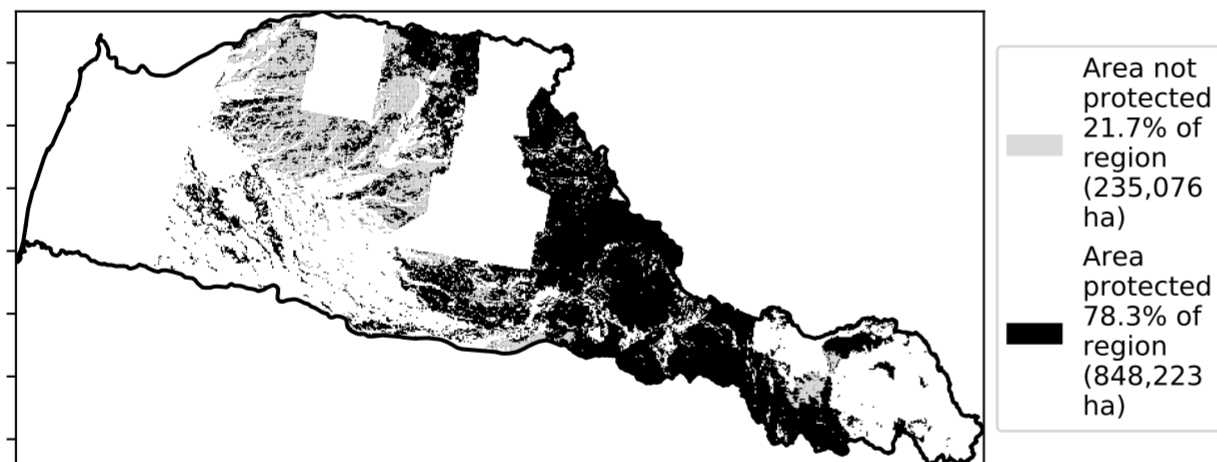 Area not
protected
21.7% of
region
(235,076
ha)
Area
protected
78.3% of
region
(848,223
ha)